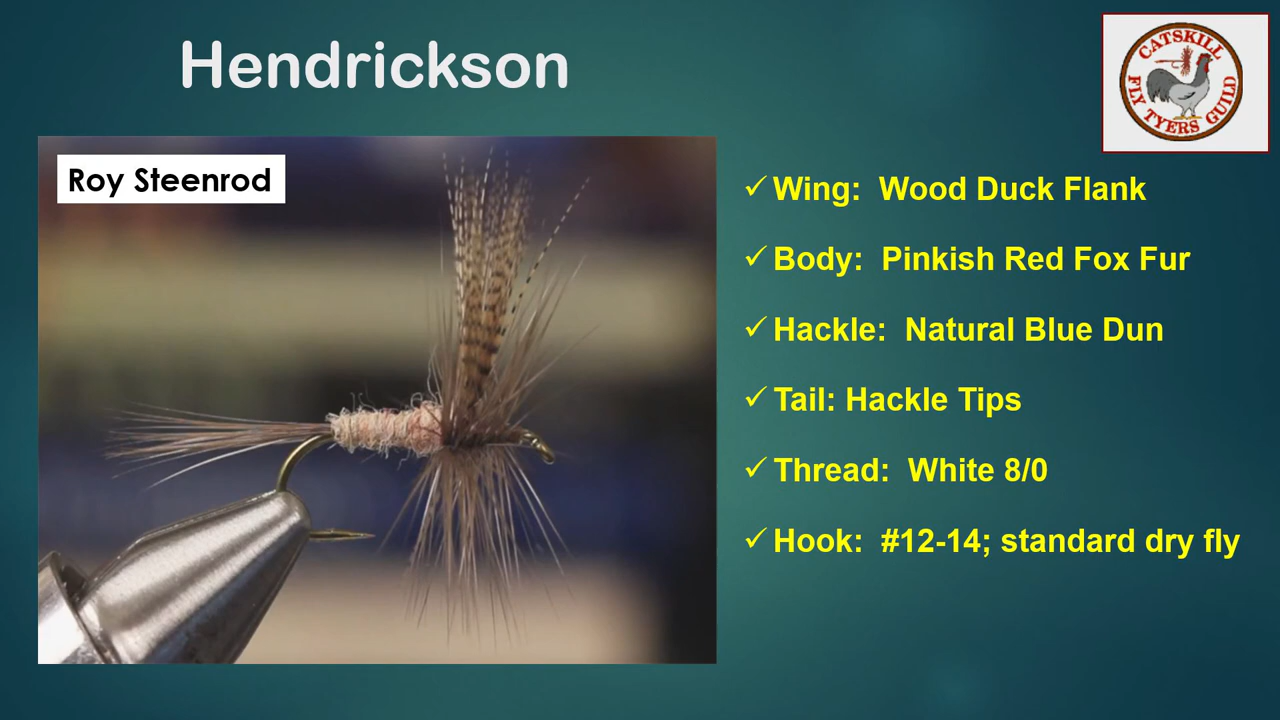 Hendrickson
CATSKILL
FLY TYERS GUILD
Roy Steenrod
✓ Wing: Wood Duck Flank
✓ Body: Pinkish Red Fox Fur
✓ Hackle: Natural Blue Dun
✓ Tail: Hackle Tips
✓ Thread: White 8/0
✓ Hook: #12-14; standard dry fly